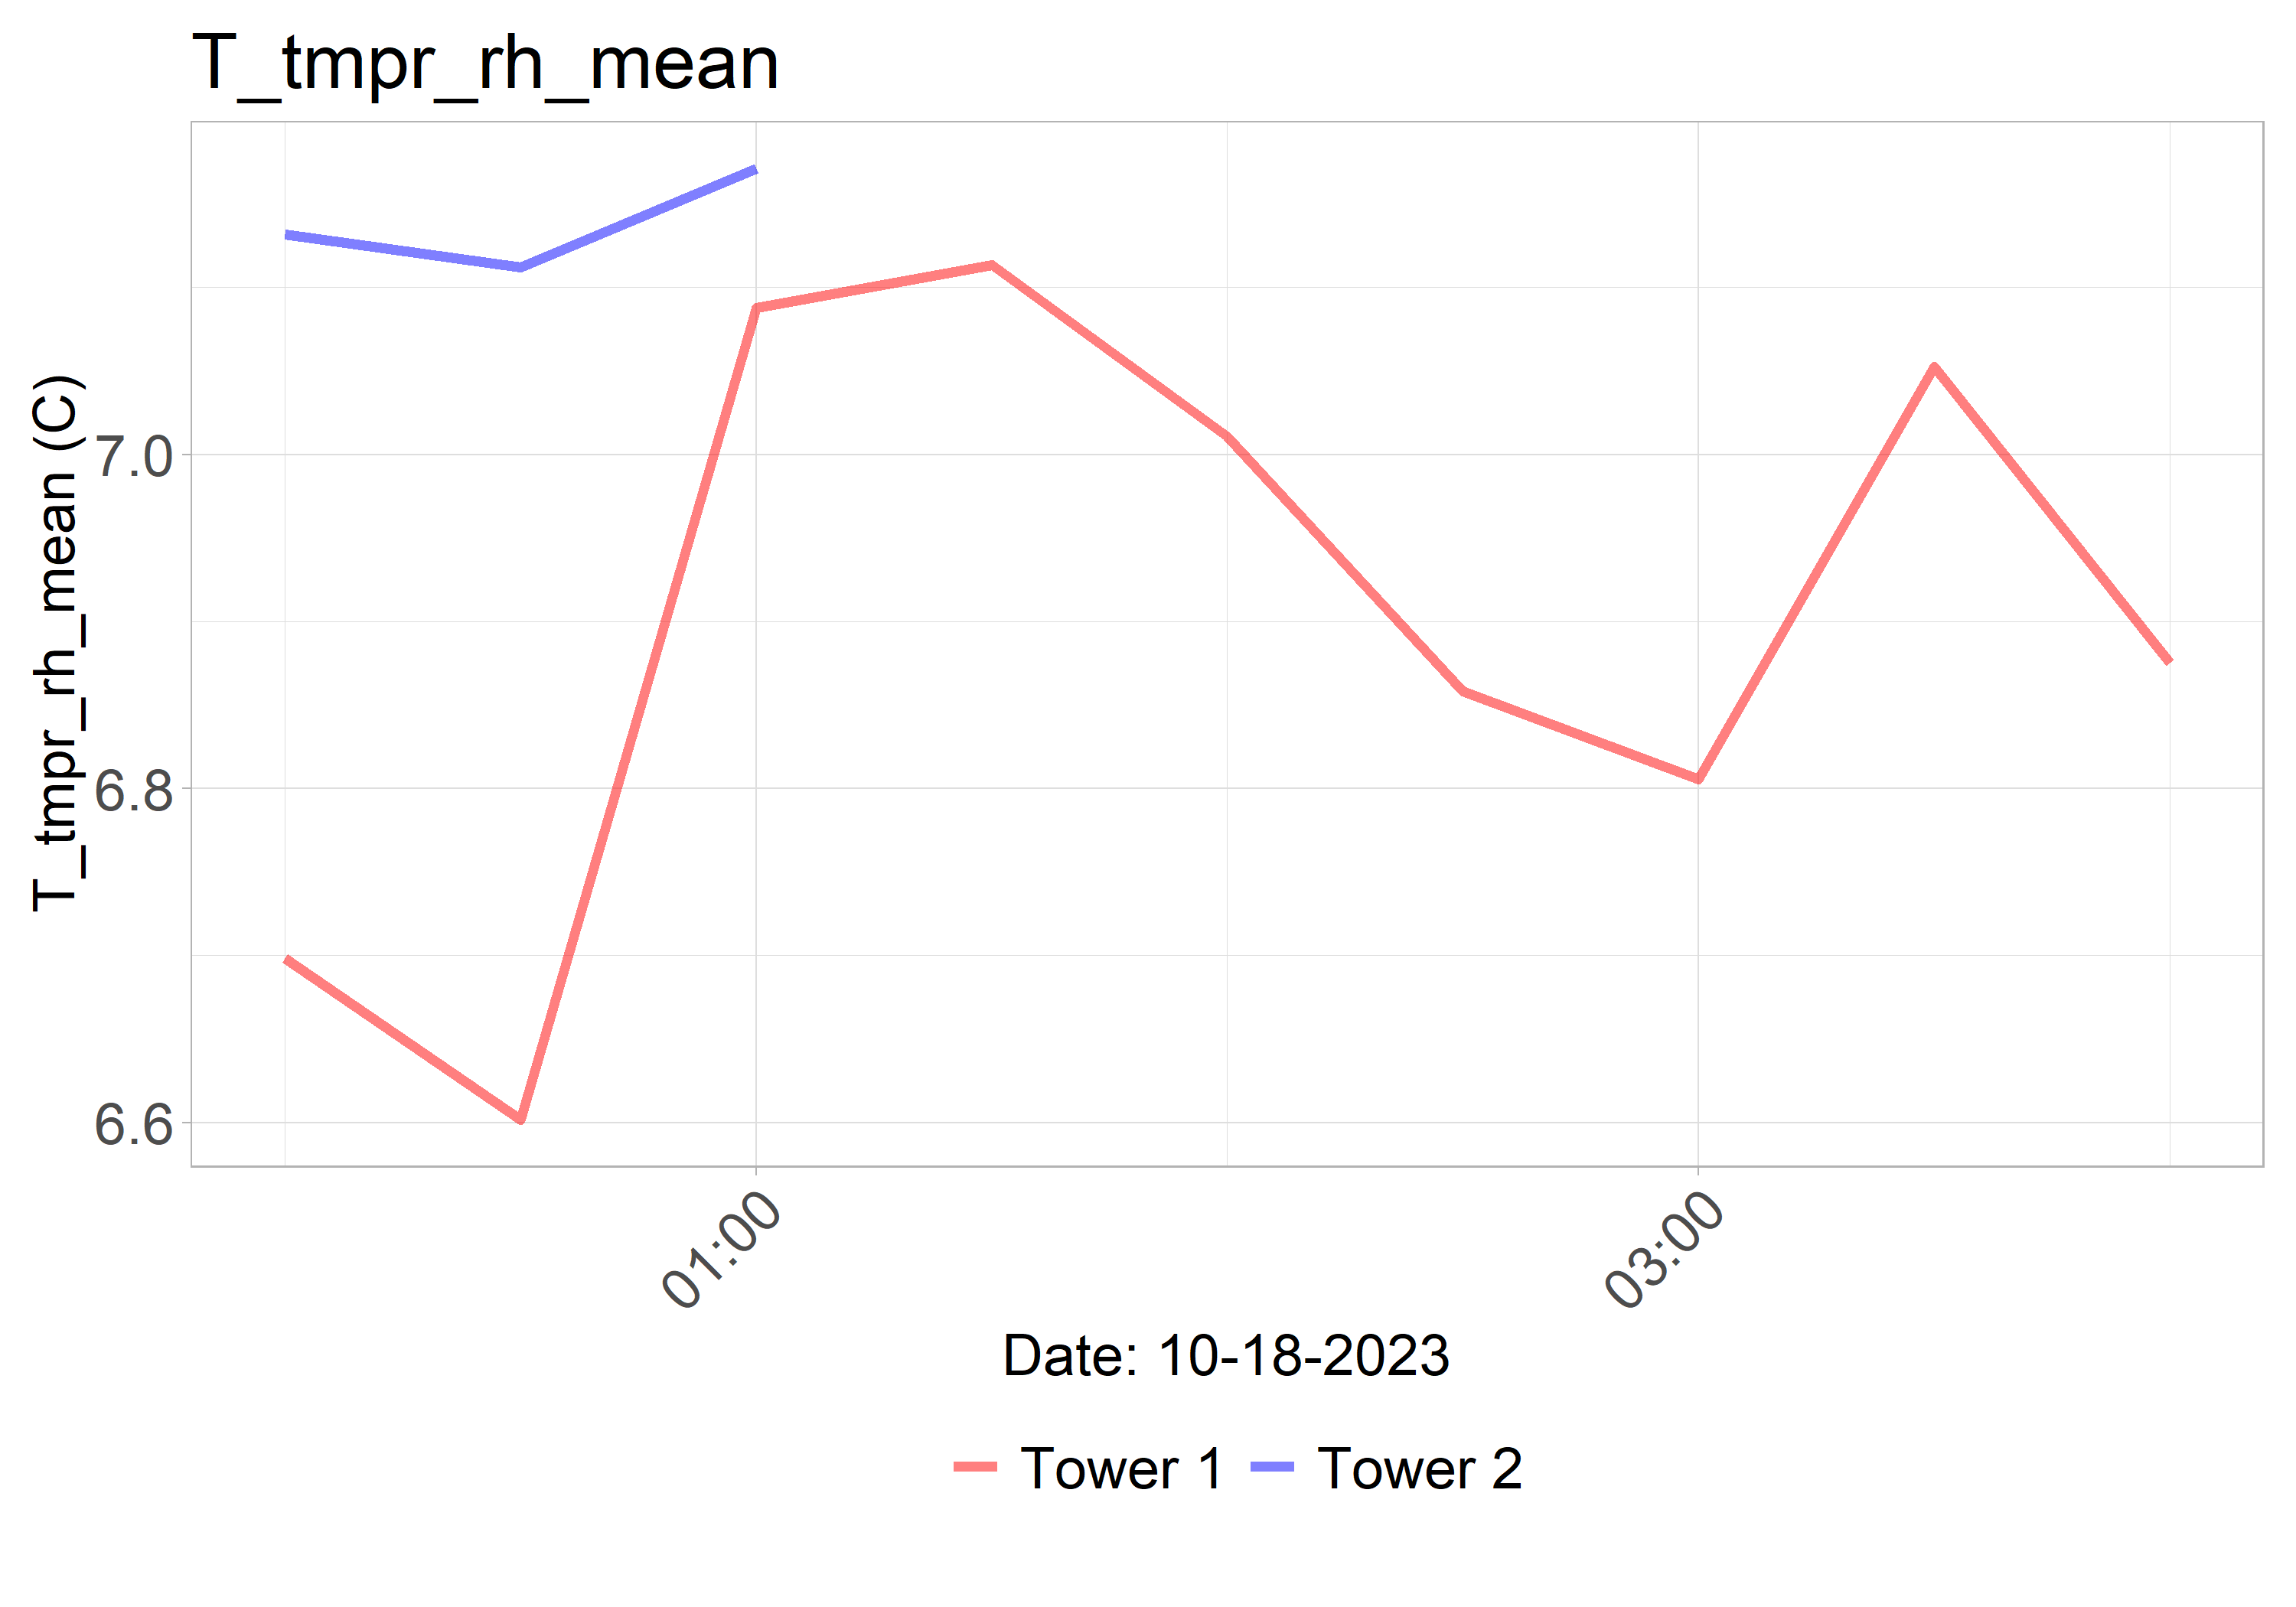 T_tmpr_rh_mean
T_tmpr_rh_mean (C)
7.0
6.8
6.6
01:00
03:00
Date: 10-18-2023
Tower 1
Tower 2